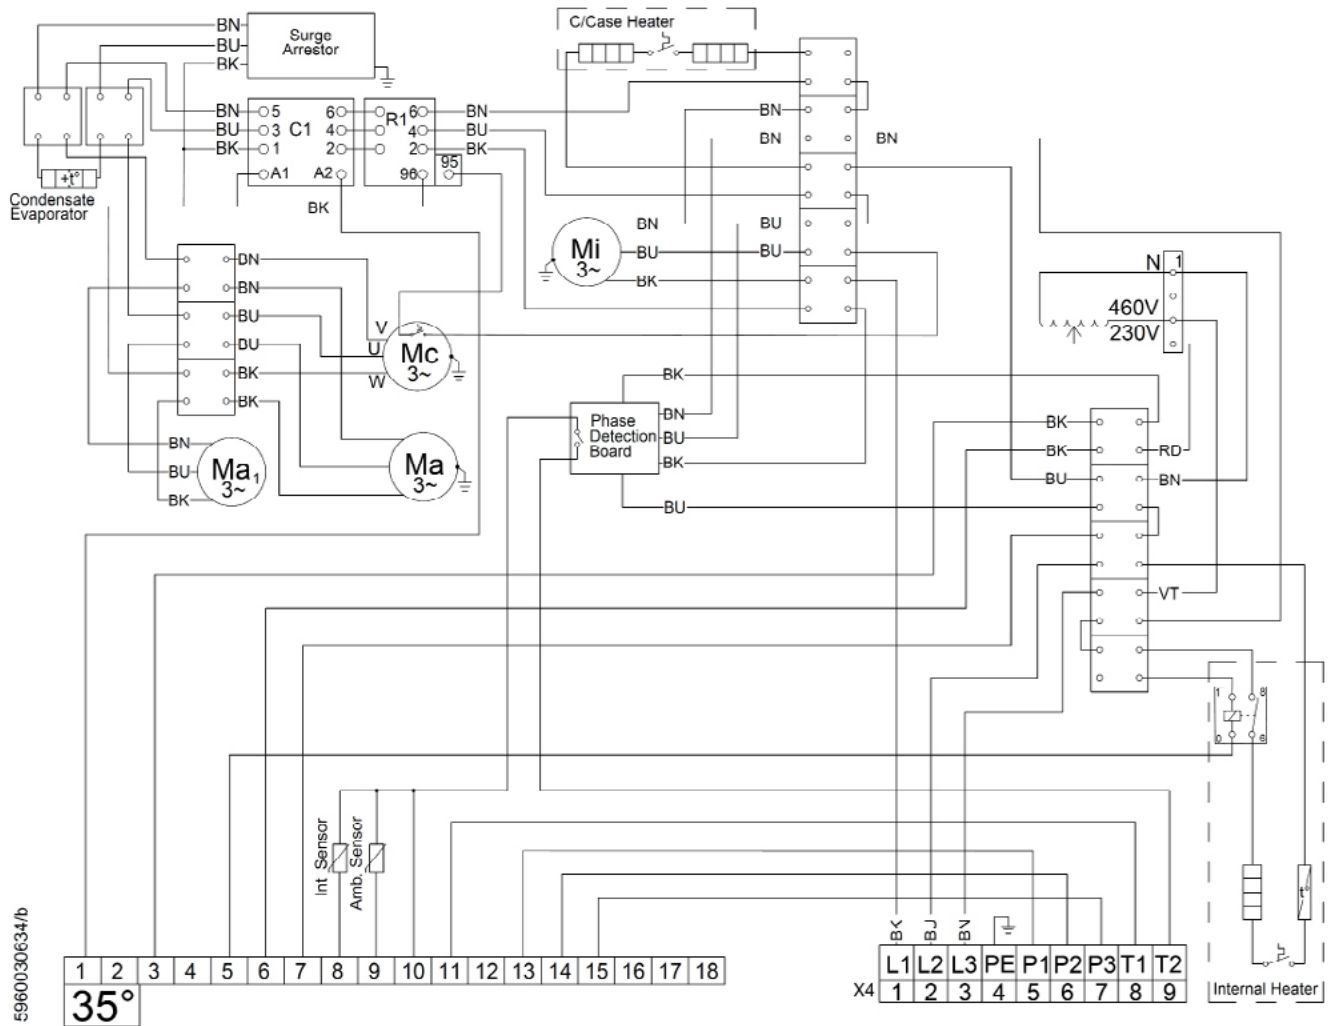 BN
BU
BK
Surge
Arrestor
C/Case Heater
BN 5 6 R1 6 BN
BU 3 C1 4 4 BU
BK 1 2 2 BK
A1 A2 96 95
BK
+t°
Condensate
Evaporator
BN
BN BN
BN BU
Mi
3~
BU BU
BK
BN
BN
BU
BU
BK
BK
V
U
W
Mc
3~
N 1
460V
230V
BK
Phase
Detection
Board
BN
BU
BK
BU
BN
BU
BK
Ma1
3~
Ma
3~
BK
BK RD
BU BN
VT
1 8
0 6
Int Sensor
Amb. Sensor
t°
Internal Heater
5960030634/b
1 2 3 4 5 6 7 8 9 10 11 12 13 14 15 16 17 18
35°
BK BU BN
L1 L2 L3 PE P1 P2 P3 T1 T2
X4 1 2 3 4 5 6 7 8 9